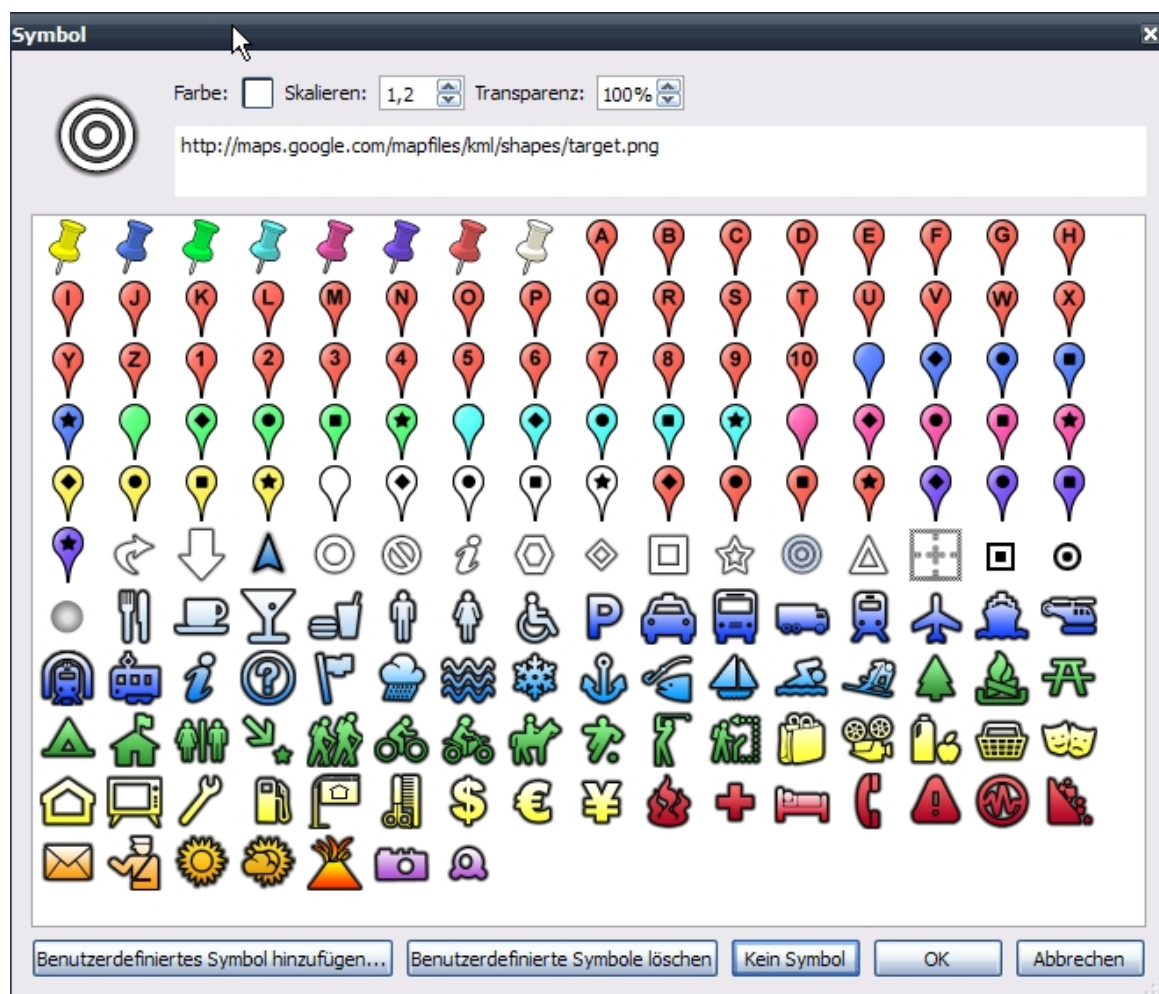 Symbol
Farbe: Skalieren: 1,2 Transparenz: 100%
http://maps.google.com/mapfiles/kml/shapes/target.png
A B C D E F G H
I J K L M N O P Q R S T U V W X
Y Z 1 2 3 4 5 6 7 8 9 10
i
P
i ?
$ € ¥
Benutzerdefiniertes Symbol hinzufügen... Benutzerdefinierte Symbole löschen Kein Symbol OK Abbrechen